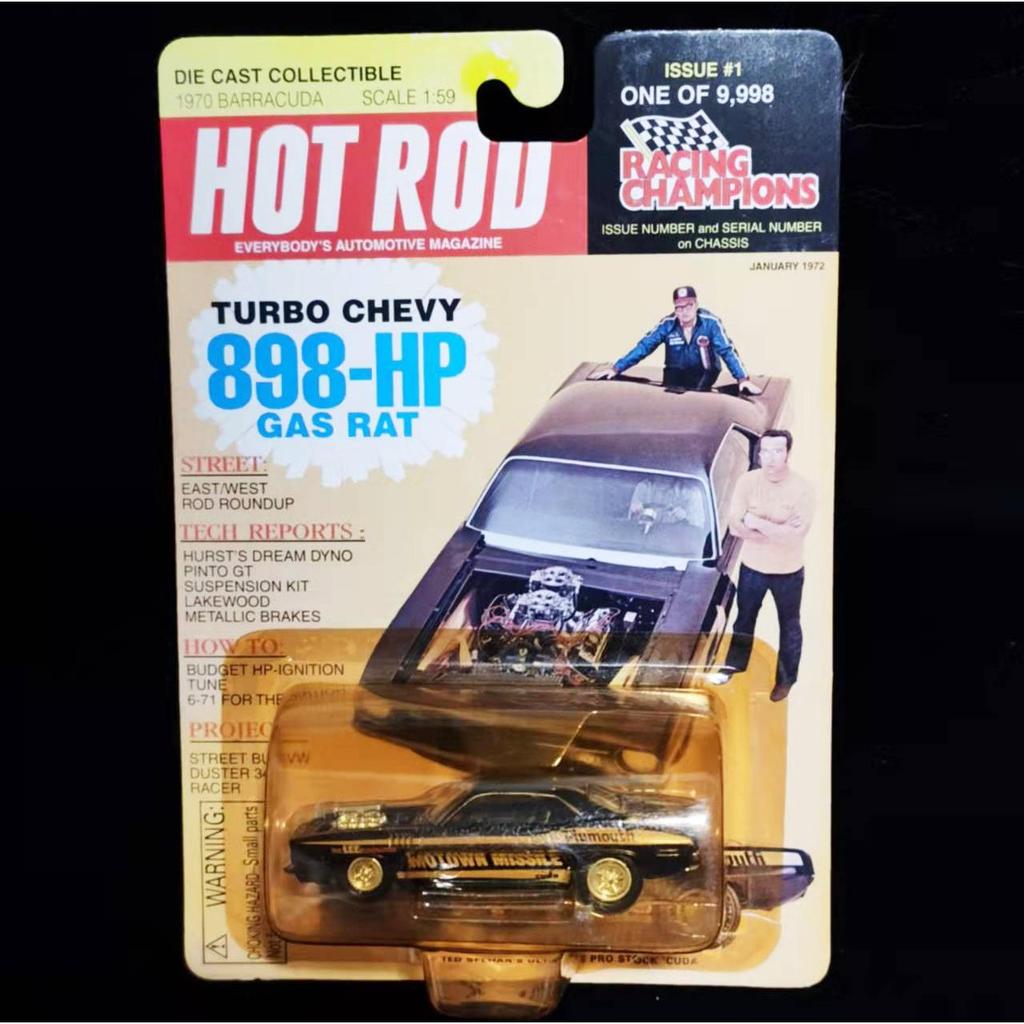 DIE CAST COLLECTIBLE
1970 BARRACUDA SCALE 1:59
HOT ROD
EVERYBODY'S AUTOMOTIVE MAGAZINE
ISSUE #1
ONE OF 9,998
RACING
CHAMPIONS
ISSUE NUMBER and SERIAL NUMBER
on CHASSIS
JANUARY 1972
TURBO CHEVY
898-HP
GAS RAT
STREET:
EAST/WEST
ROD ROUNDUP
TECH REPORTS:
HURST'S DREAM DYNO
PINTO GT
SUSPENSION KIT
LAKEWOOD
METALLIC BRAKES
HOW TO:
BUDGET HP-IGNITION
TUNE
6-71 FOR THE
STREET
DUSTER
RACER
WARNING:
CHOKING HAZARD-Small parts
Plymouth
MOTOWN MISSILE
PRO STOCK 'CUDA